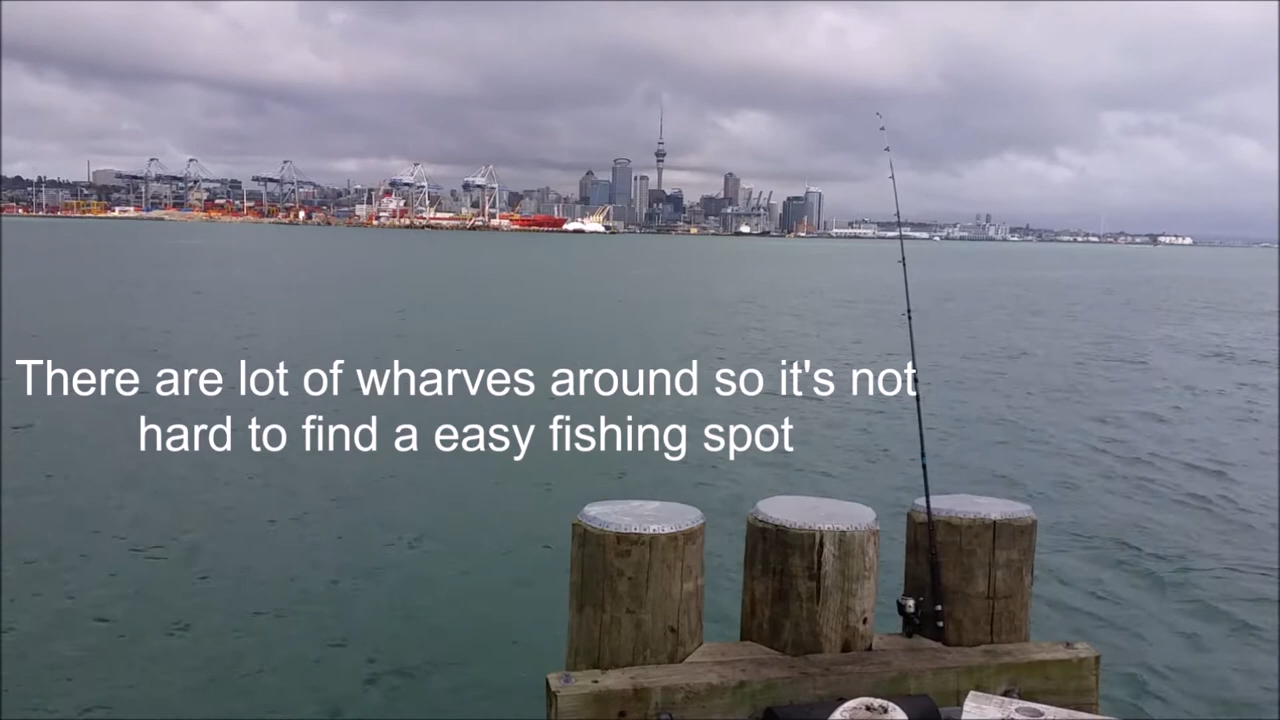 There are lot of wharves around so it's not
hard to find a easy fishing spot